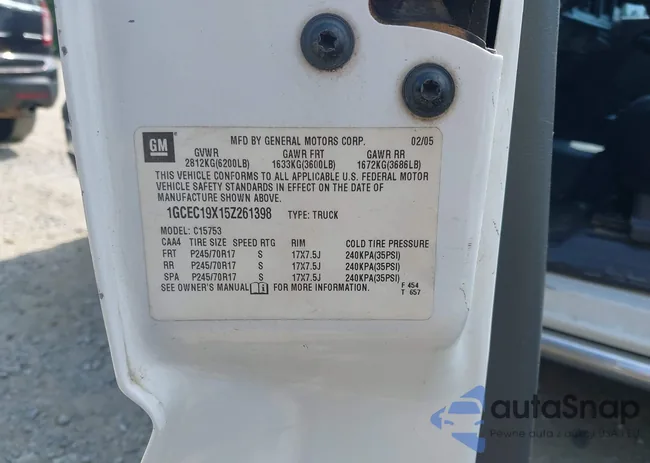 GM MFD BY GENERAL MOTORS CORP. 02/05
GVWR GAWR FRT GAWR RR
2812KG(6200LB) 1633KG(3600LB) 1672KG(3686LB)
THIS VEHICLE CONFORMS TO ALL APPLICABLE U.S. FEDERAL MOTOR
VEHICLE SAFETY STANDARDS IN EFFECT ON THE DATE OF
MANUFACTURE SHOWN ABOVE.
1GCEC19X15Z261398 TYPE: TRUCK
MODEL: C15753
CAA4 TIRE SIZE SPEED RTG RIM COLD TIRE PRESSURE
FRT P245/70R17 S 17X7.5J 240KPA(35PSI)
RR P245/70R17 S 17X7.5J 240KPA(35PSI)
SPA P245/70R17 S 17X7.5J 240KPA(35PSI)
SEE OWNER'S MANUAL FOR MORE INFORMATION. F 454
T 657
autaSnap
Pewne auta z